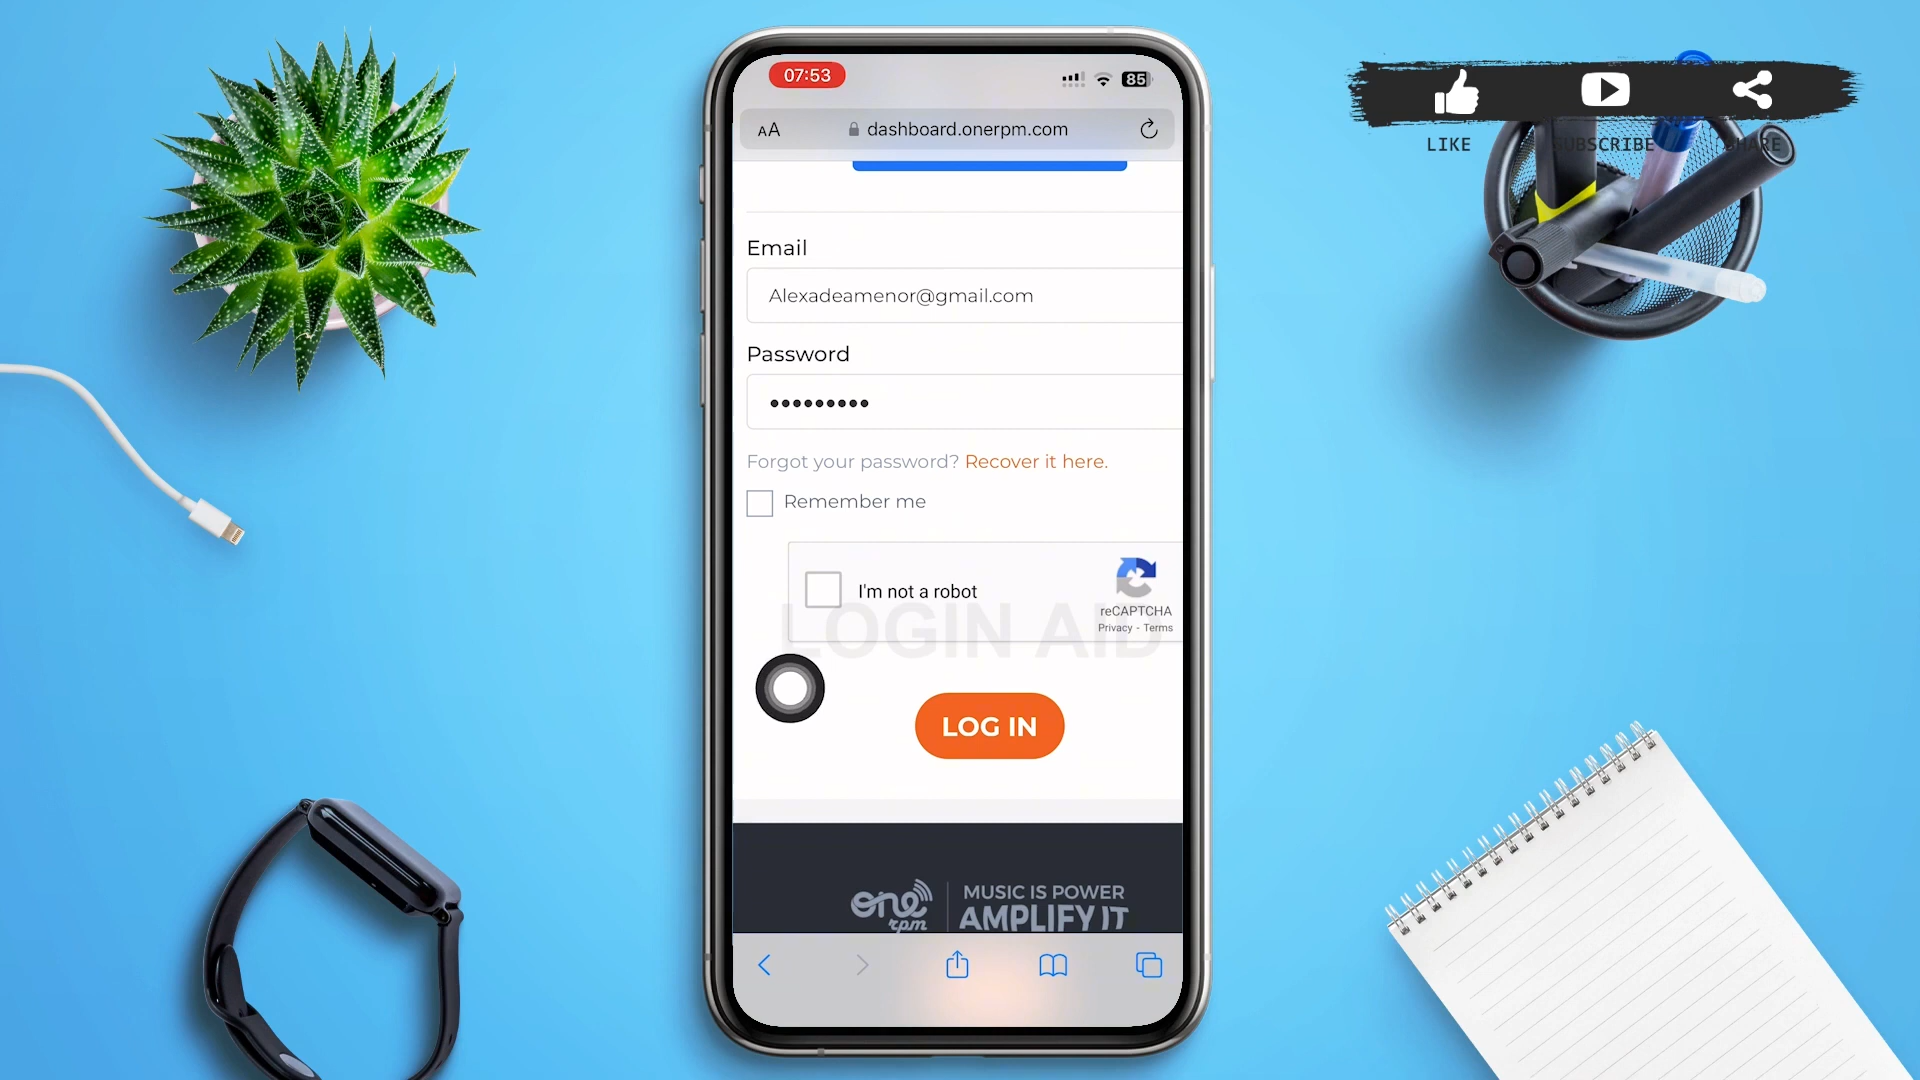 07:53
85
AA
dashboard.onerpm.com
LIKE
SUBSCRIBE
SHARE
Email
Alexadeamenor@gmail.com
Password
•••••••••
Forgot your password? Recover it here.
Remember me
I'm not a robot
reCAPTCHA
Privacy - Terms
LOGIN AID
LOG IN
one rpm
MUSIC IS POWER
AMPLIFY IT